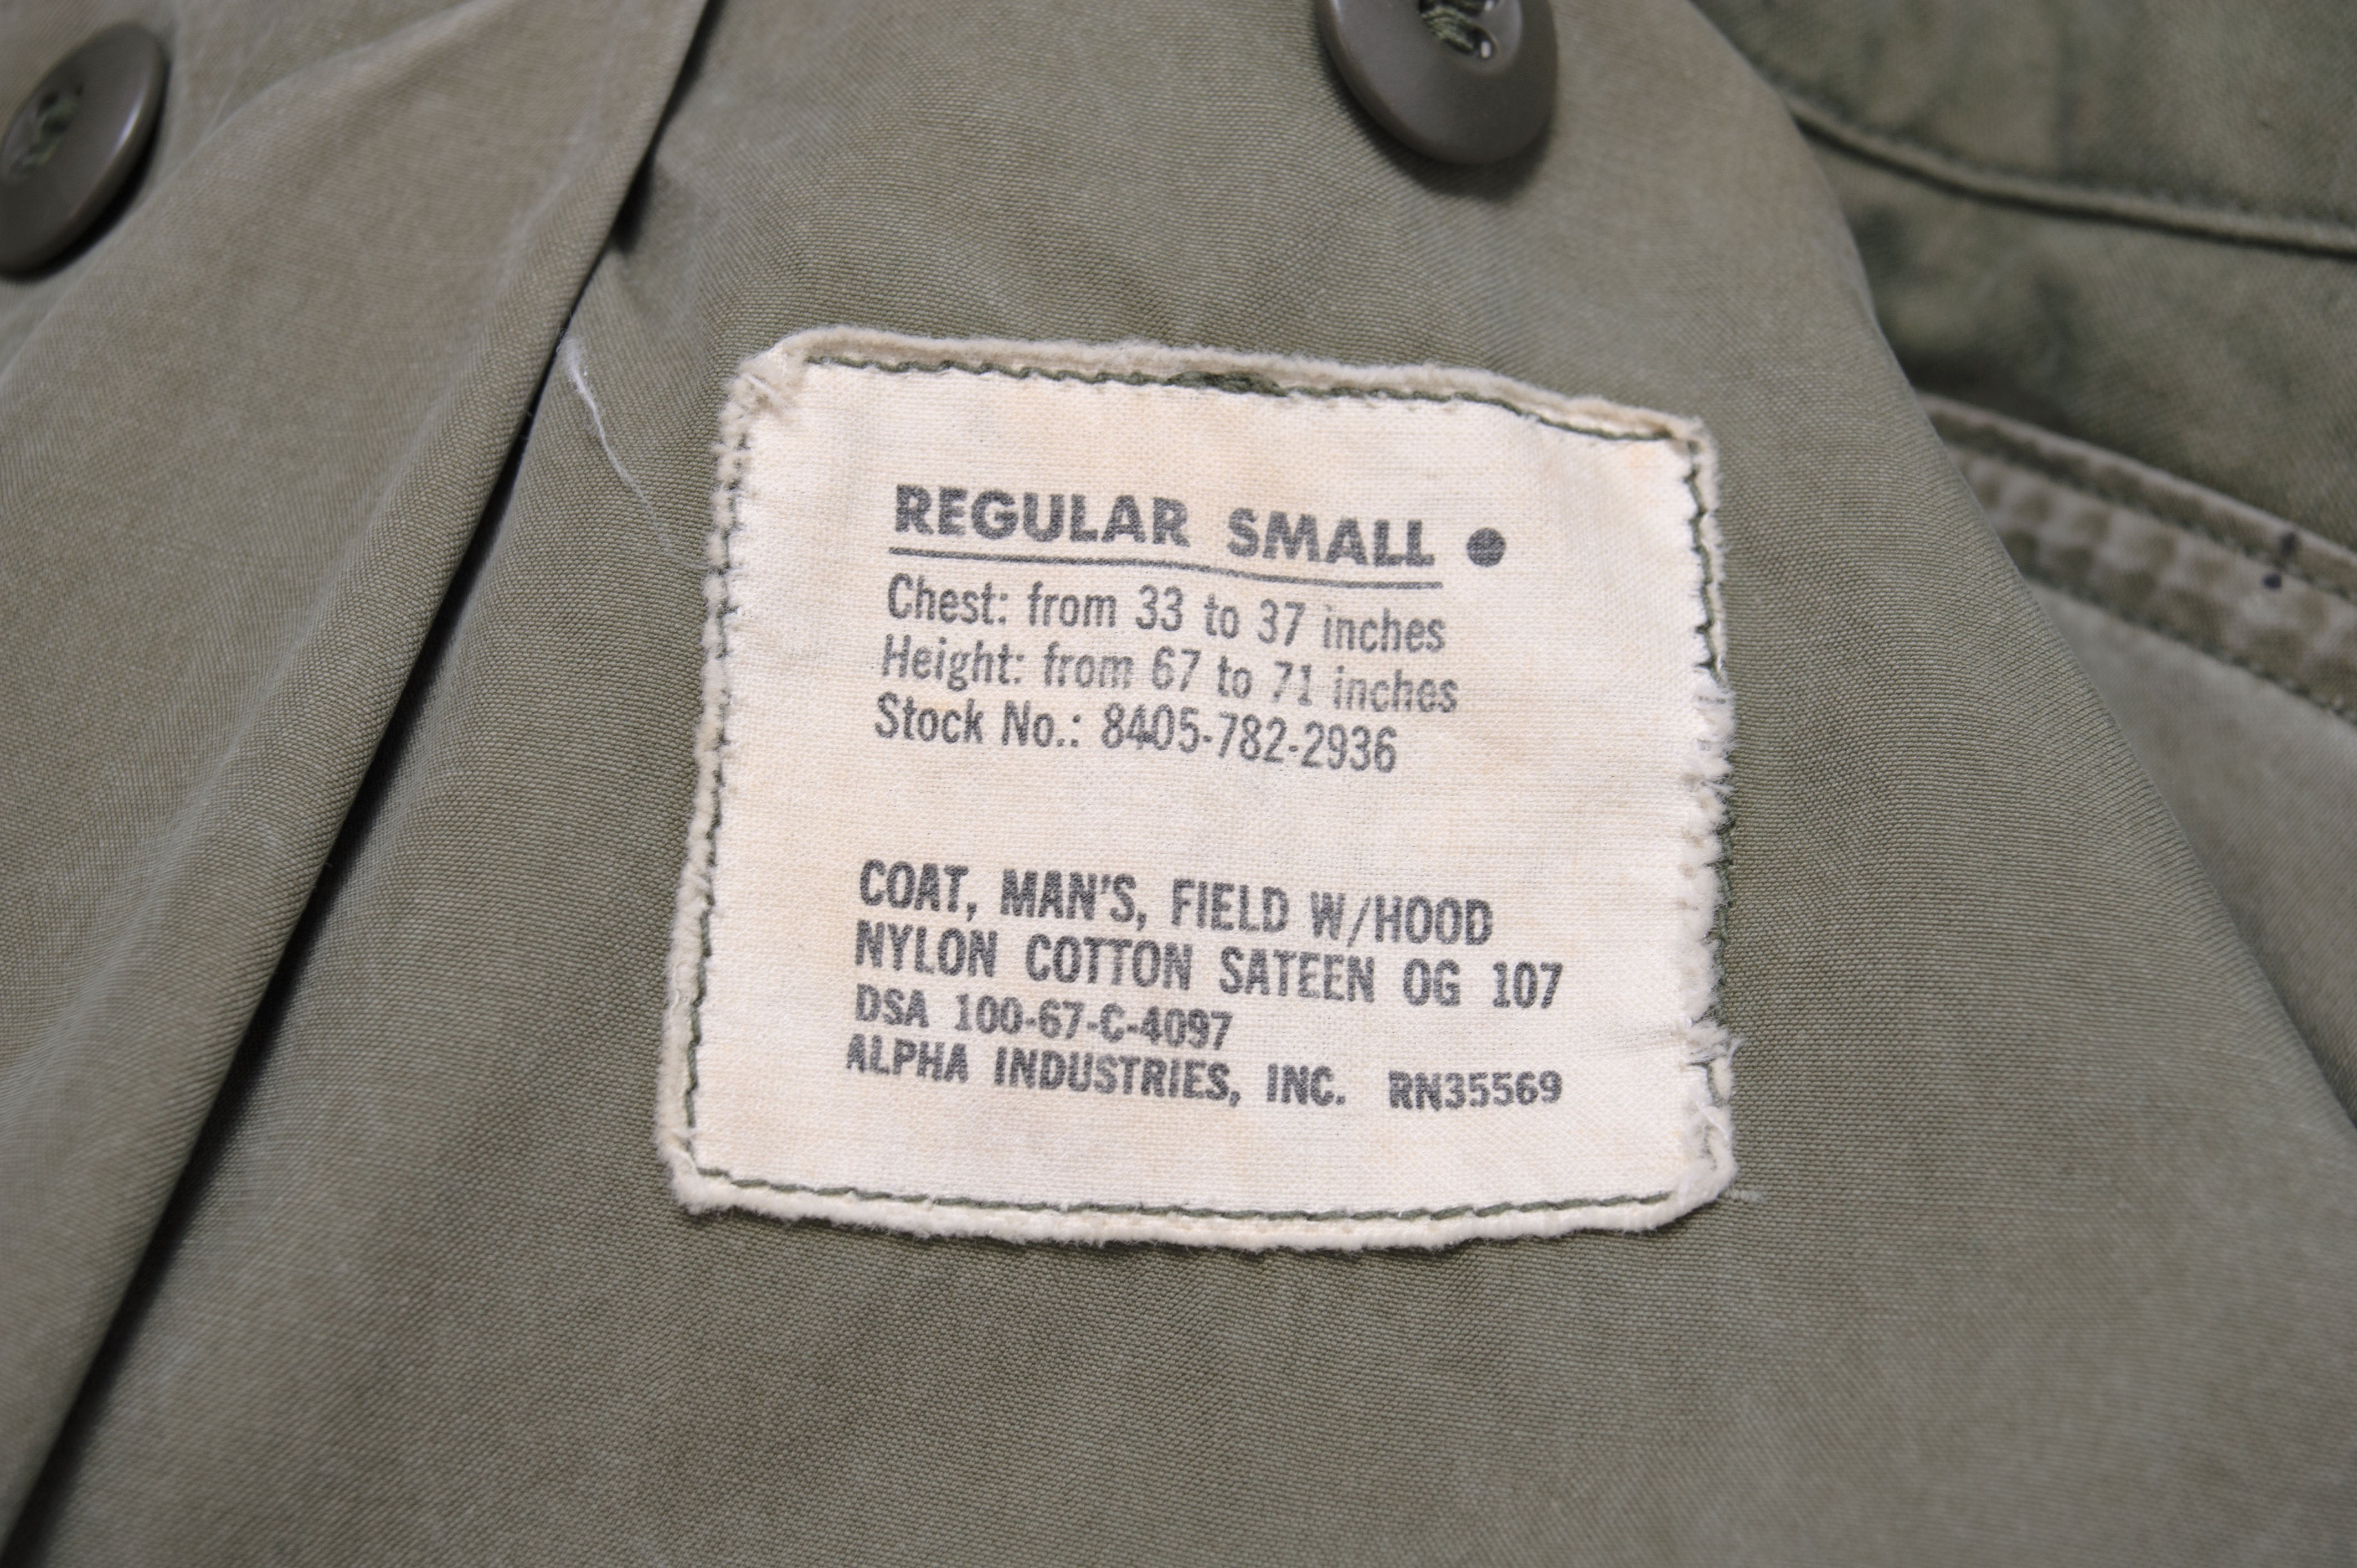 REGULAR SMALL ●
Chest: from 33 to 37 inches
Height: from 67 to 71 inches
Stock No.: 8405-782-2936
COAT, MAN'S, FIELD W/HOOD
NYLON COTTON SATEEN OG 107
DSA 100-67-C-4097
ALPHA INDUSTRIES, INC. RN35569